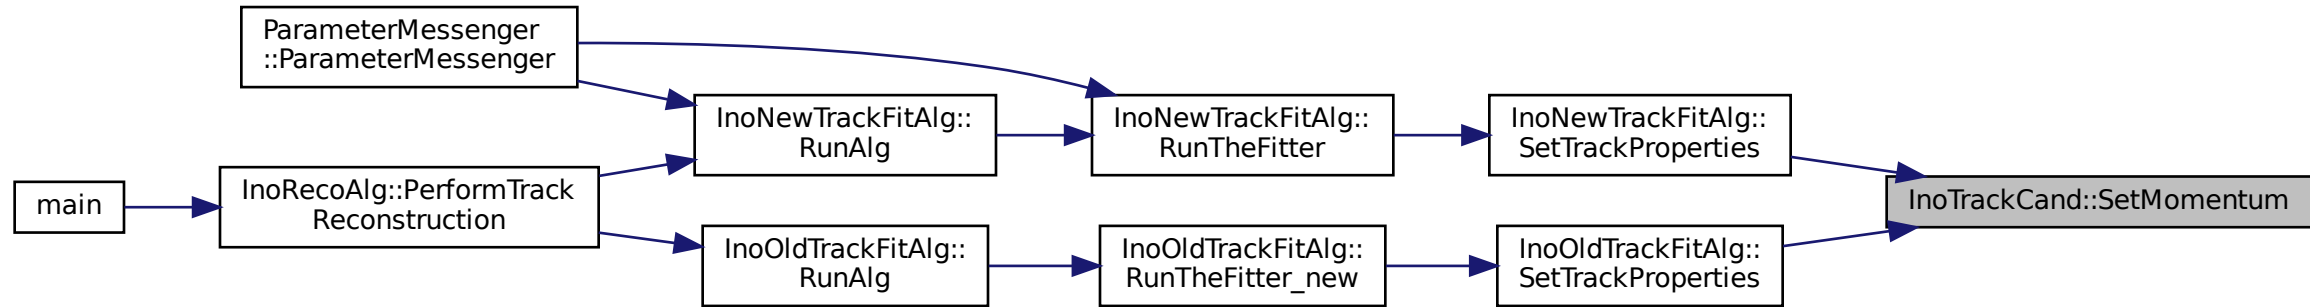 ParameterMessenger
::ParameterMessenger
InoNewTrackFitAlg::
RunAlg
InoNewTrackFitAlg::
RunTheFitter
InoNewTrackFitAlg::
SetTrackProperties
main
InoRecoAlg::PerformTrack
Reconstruction
InoTrackCand::SetMomentum
InoOldTrackFitAlg::
RunAlg
InoOldTrackFitAlg::
RunTheFitter_new
InoOldTrackFitAlg::
SetTrackProperties